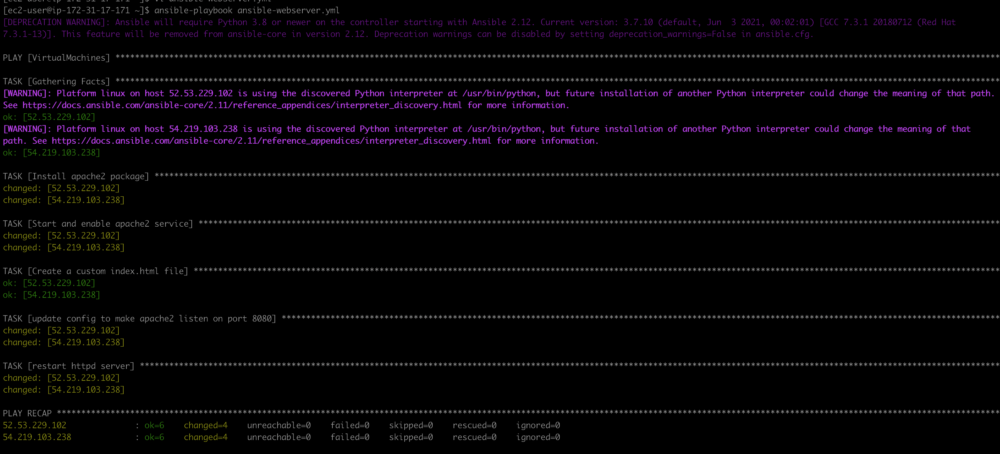 [ec2-user@ip-172-31-17-171 ~]$ vi ansible-webserver.yml
[ec2-user@ip-172-31-17-171 ~]$ ansible-playbook ansible-webserver.yml
[DEPRECATION WARNING]: Ansible will require Python 3.8 or newer on the controller starting with Ansible 2.12. Current version: 3.7.10 (default, Jun  3 2021, 00:02:01) [GCC 7.3.1 20180712 (Red Hat
7.3.1-13)]. This feature will be removed from ansible-core in version 2.12. Deprecation warnings can be disabled by setting deprecation_warnings=False in ansible.cfg.
PLAY [VirtualMachines] ************************************************************
TASK [Gathering Facts] ************************************************************
[WARNING]: Platform linux on host 52.53.229.102 is using the discovered Python interpreter at /usr/bin/python, but future installation of another Python interpreter could change the meaning of that path.
See https://docs.ansible.com/ansible-core/2.11/reference_appendices/interpreter_discovery.html for more information.
ok: [52.53.229.102]
[WARNING]: Platform linux on host 54.219.103.238 is using the discovered Python interpreter at /usr/bin/python, but future installation of another Python interpreter could change the meaning of that
path. See https://docs.ansible.com/ansible-core/2.11/reference_appendices/interpreter_discovery.html for more information.
ok: [54.219.103.238]
TASK [Install apache2 package] ************************************************************
changed: [52.53.229.102]
changed: [54.219.103.238]
TASK [Start and enable apache2 service] ************************************************************
changed: [52.53.229.102]
changed: [54.219.103.238]
TASK [Create a custom index.html file] ************************************************************
ok: [52.53.229.102]
ok: [54.219.103.238]
TASK [update config to make apache2 listen on port 8080] ************************************************************
changed: [52.53.229.102]
changed: [54.219.103.238]
TASK [restart httpd server] ************************************************************
changed: [52.53.229.102]
changed: [54.219.103.238]
PLAY RECAP ************************************************************
52.53.229.102              : ok=6    changed=4    unreachable=0    failed=0    skipped=0    rescued=0    ignored=0
54.219.103.238             : ok=6    changed=4    unreachable=0    failed=0    skipped=0    rescued=0    ignored=0